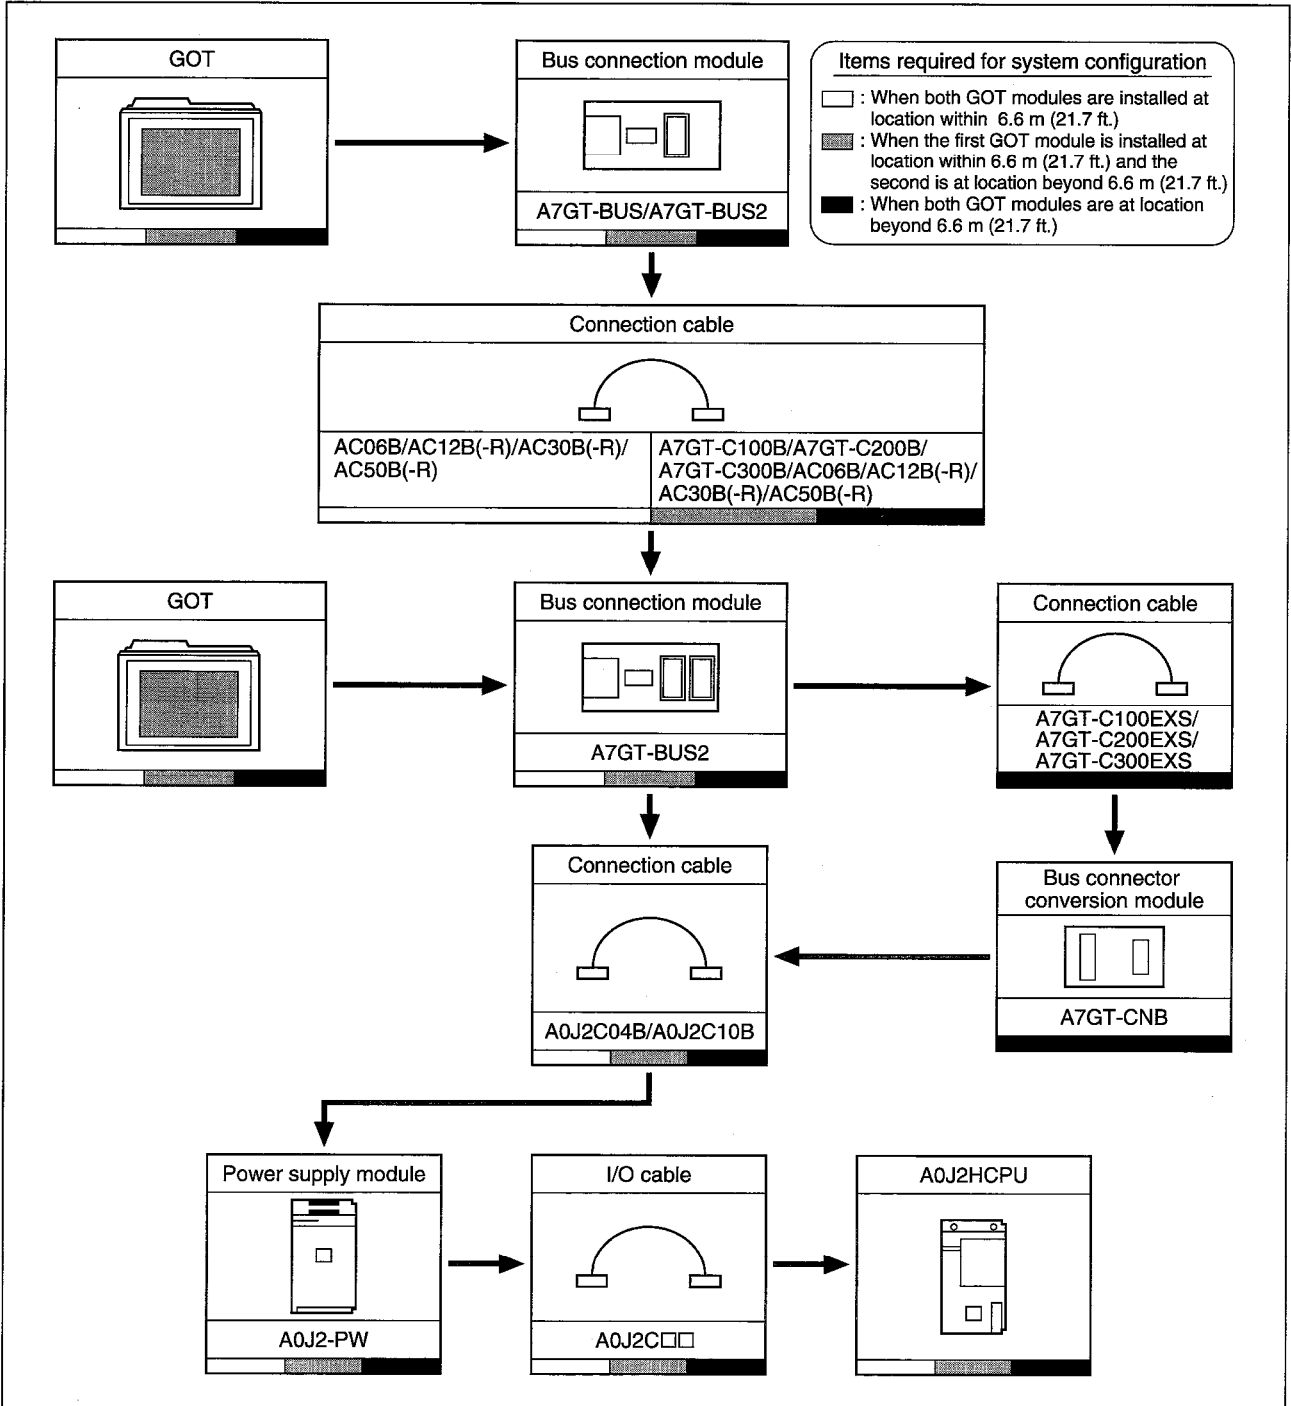 GOT
Bus connection module
A7GT-BUS/A7GT-BUS2
Items required for system configuration
: When both GOT modules are installed at
location within 6.6 m (21.7 ft.)
: When the first GOT module is installed at
location within 6.6 m (21.7 ft.) and the
second is at location beyond 6.6 m (21.7 ft.)
: When both GOT modules are at location
beyond 6.6 m (21.7 ft.)
Connection cable
AC06B/AC12B(-R)/AC30B(-R)/
AC50B(-R)
A7GT-C100B/A7GT-C200B/
A7GT-C300B/AC06B/AC12B(-R)/
AC30B(-R)/AC50B(-R)
GOT
Bus connection module
A7GT-BUS2
Connection cable
A7GT-C100EXS/
A7GT-C200EXS/
A7GT-C300EXS
Connection cable
A0J2C04B/A0J2C10B
Bus connector
conversion module
A7GT-CNB
Power supply module
A0J2-PW
I/O cable
A0J2C□□
A0J2HCPU